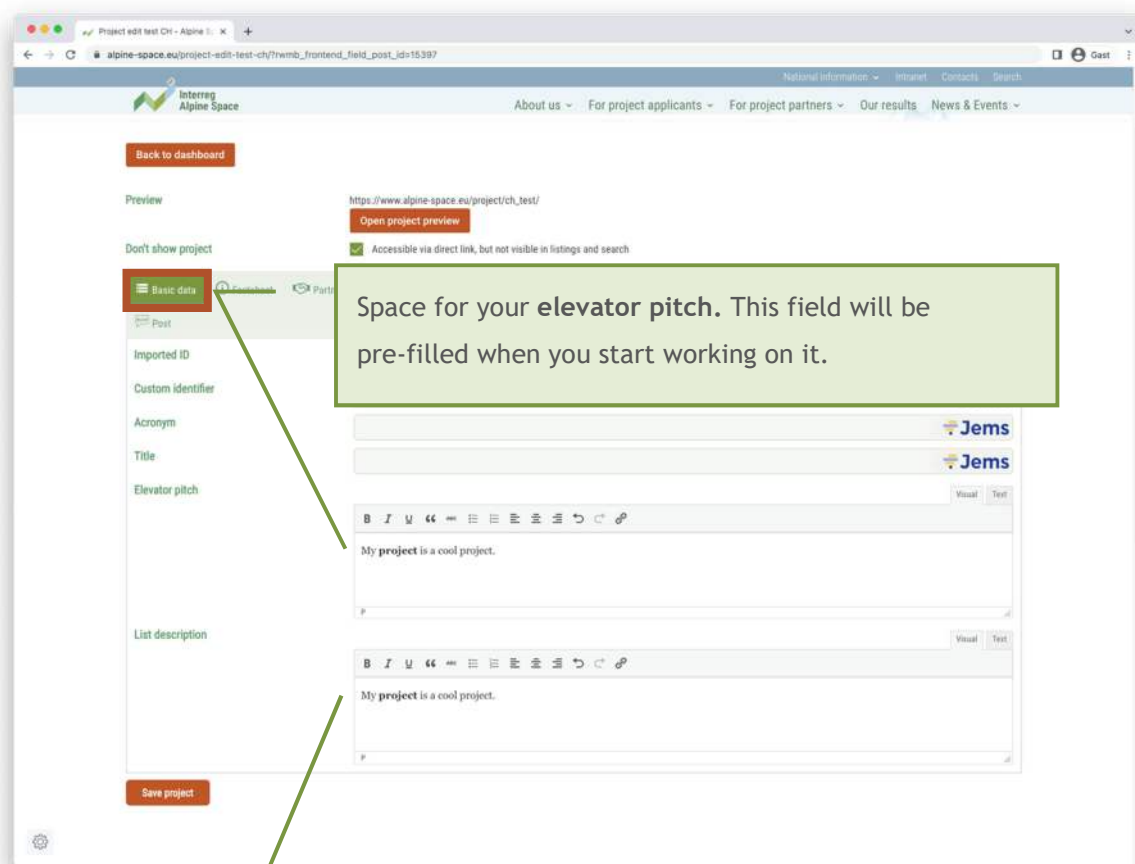 Project edit test CH - Alpine S
alpine-space.eu/project-edit-test-ch/?rwmb_frontend_field_post_id=15397
Gast
National information Intranet Contacts Search
Interreg
Alpine Space
About us For project applicants For project partners Our results News & Events
Back to dashboard
Preview
https://www.alpine-space.eu/project/ch_test/
Open project preview
Don't show project
Accessible via direct link, but not visible in listings and search
Basic data Factsheet Partn
Post
Space for your elevator pitch. This field will be
pre-filled when you start working on it.
Imported ID
Custom identifier
Acronym
Jems
Title
Jems
Elevator pitch
Visual Text
B I U “ ABC
My project is a cool project.
P
List description
Visual Text
B I U “ ABC
My project is a cool project.
P
Save project